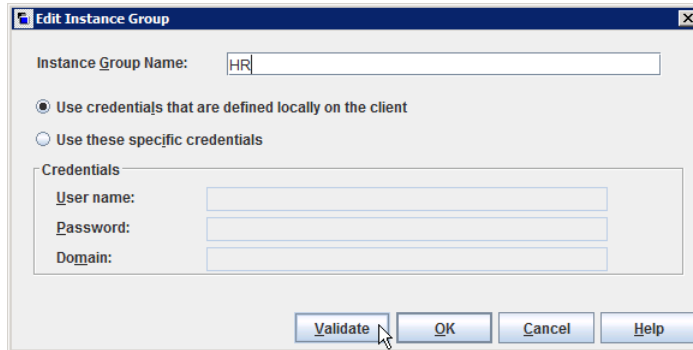 Edit Instance Group
Instance Group Name: HR
Use credentials that are defined locally on the client
Use these specific credentials
Credentials
User name:
Password:
Domain:
Validate OK Cancel Help